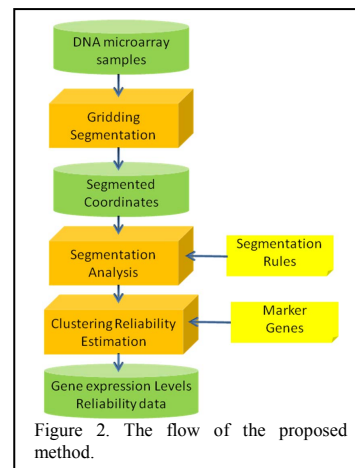 DNA microarray
samples
Gridding
Segmentation
Segmented
Coordinates
Segmentation
Analysis
Segmentation
Rules
Clustering Reliability
Estimation
Marker
Genes
Gene expression Levels
Reliability data
Figure 2. The flow of the proposed
method.